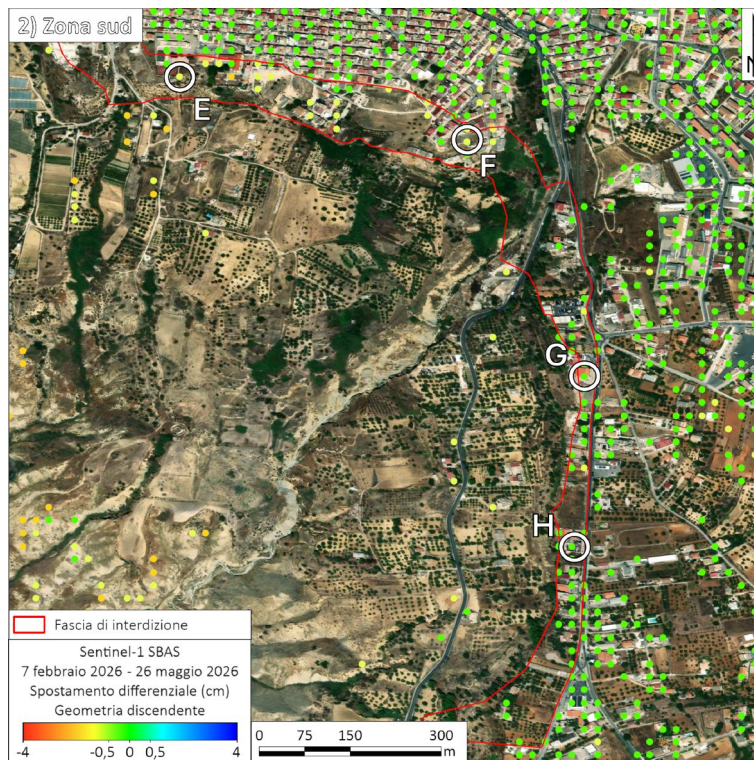 2) Zona sud
N
E
F
G
H
Fascia di interdizione
Sentinel-1 SBAS
7 febbraio 2026 - 26 maggio 2026
Spostamento differenziale (cm)
Geometria discendente
-4 -0,5 0 0,5 4
0 75 150 300
m